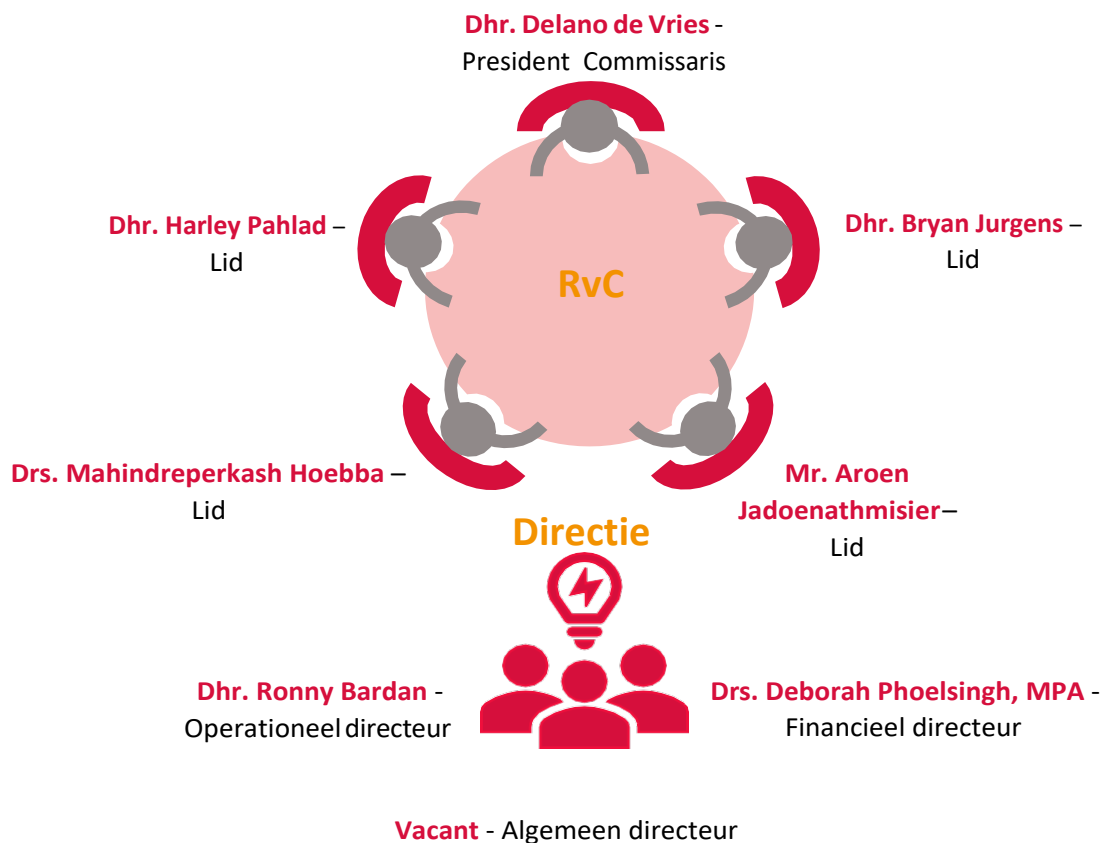 Dhr. Delano de Vries -
President Commissaris
Dhr. Harley Pahlad –
Lid
Dhr. Bryan Jurgens –
Lid
RvC
Drs. Mahindreperkash Hoebba –
Lid
Mr. Aroen
Jadoenathmisier–
Lid
Directie
Dhr. Ronny Bardan -
Operationeel directeur
Drs. Deborah Phoelsingh, MPA -
Financieel directeur
Vacant - Algemeen directeur